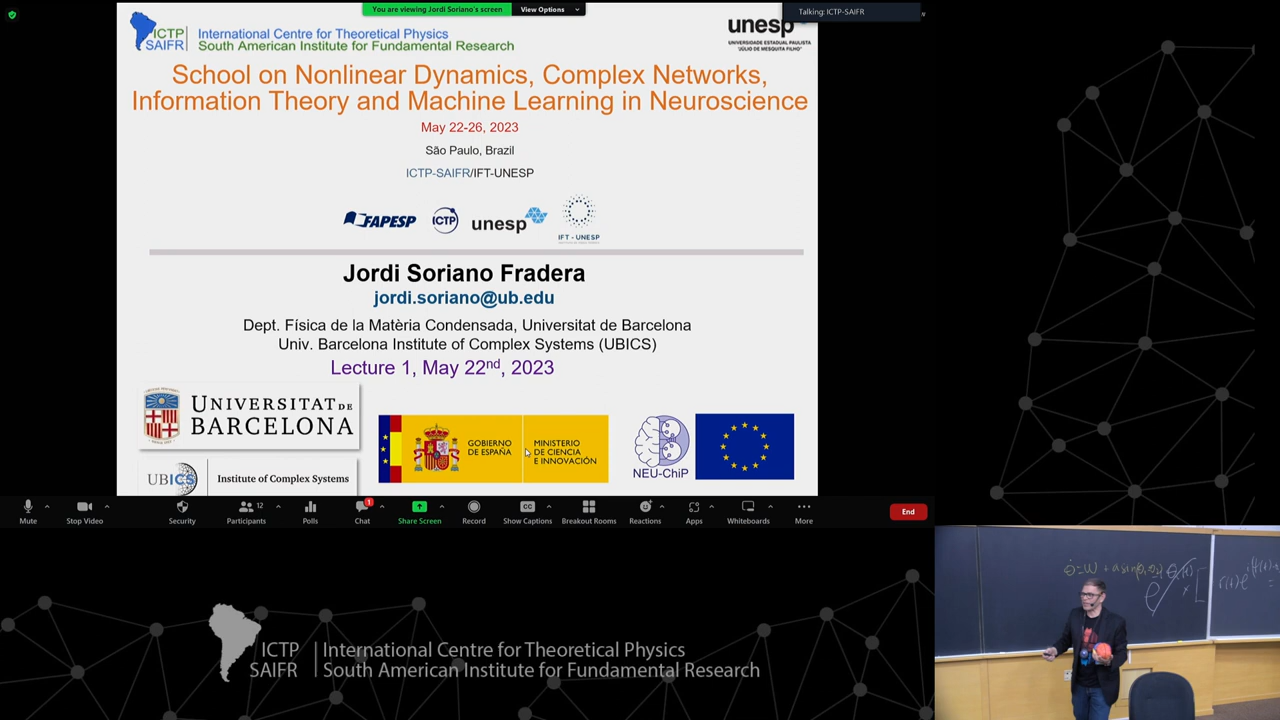 You are viewing Jordi Soriano's screen
View Options
Talking: ICTP-SAIFR
ICTP
SAIFR
International Centre for Theoretical Physics
South American Institute for Fundamental Research
unesp
UNIVERSIDADE ESTADUAL PAULISTA
"JÚLIO DE MESQUITA FILHO"
School on Nonlinear Dynamics, Complex Networks,
Information Theory and Machine Learning in Neuroscience
May 22-26, 2023
São Paulo, Brazil
ICTP-SAIFR/IFT-UNESP
FAPESP
ICTP
unesp
IFT - UNESP
Jordi Soriano Fradera
jordi.soriano@ub.edu
Dept. Física de la Matèria Condensada, Universitat de Barcelona
Univ. Barcelona Institute of Complex Systems (UBICS)
Lecture 1, May 22nd, 2023
UNIVERSITAT DE
BARCELONA
GOBIERNO
DE ESPAÑA
MINISTERIO
DE CIENCIA
E INNOVACIÓN
NEU-ChiP
UBICS
Institute of Complex Systems
Mute
Stop Video
Security
12
Participants
Polls
1
Chat
Share Screen
Record
CC
Show Captions
Breakout Rooms
Reactions
Apps
Whiteboards
More
End
ICTP
SAIFR
International Centre for Theoretical Physics
South American Institute for Fundamental Research